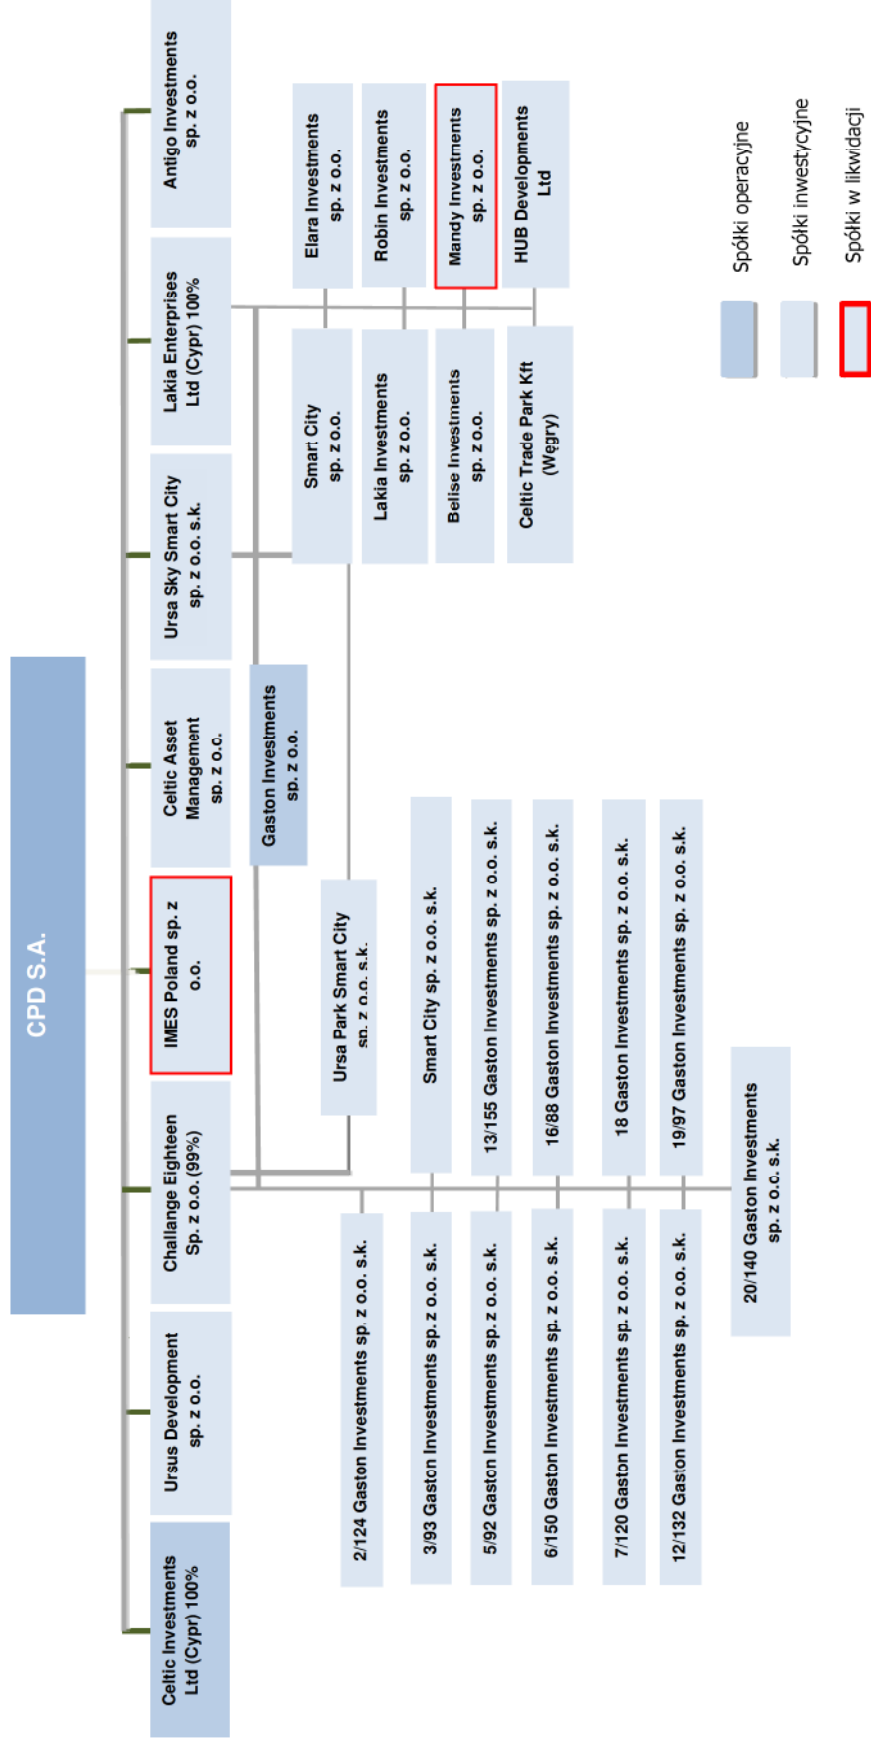 CPD S.A.
Celtic Investments
Ltd (Cypr) 100%
Ursus Development
sp. z o.o.
Challange Eighteen
Sp. z o.o. (99%)
IMES Poland sp. z
o.o.
Celtic Asset
Management
sp. z o.o.
Ursa Sky Smart City
sp. z o.o. s.k.
Lakia Enterprises
Ltd (Cypr) 100%
Antigo Investments
sp. z o.o.
Gaston Investments
sp. z o.o.
Ursa Park Smart City
sp. z o.o. s.k.
2/124 Gaston Investments sp. z o.o. s.k.
3/93 Gaston Investments sp. z o.o. s.k.
Smart City sp. z o.o. s.k.
5/92 Gaston Investments sp. z o.o. s.k.
13/155 Gaston Investments sp. z o.o. s.k.
6/150 Gaston Investments sp. z o.o. s.k.
16/88 Gaston Investments sp. z o.o. s.k.
7/120 Gaston Investments sp. z o.o. s.k.
18 Gaston Investments sp. z o.o. s.k.
12/132 Gaston Investments sp. z o.o. s.k.
19/97 Gaston Investments sp. z o.o. s.k.
20/140 Gaston Investments
sp. z o.o. s.k.
Smart City
sp. z o.o.
Elara Investments
sp. z o.o.
Lakia Investments
sp. z o.o.
Robin Investments
sp. z o.o.
Belise Investments
sp. z o.o.
Mandy Investments
sp. z o.o.
Celtic Trade Park Kft
(Węgry)
HUB Developments
Ltd
Spółki operacyjne
Spółki inwestycyjne
Spółki w likwidacji